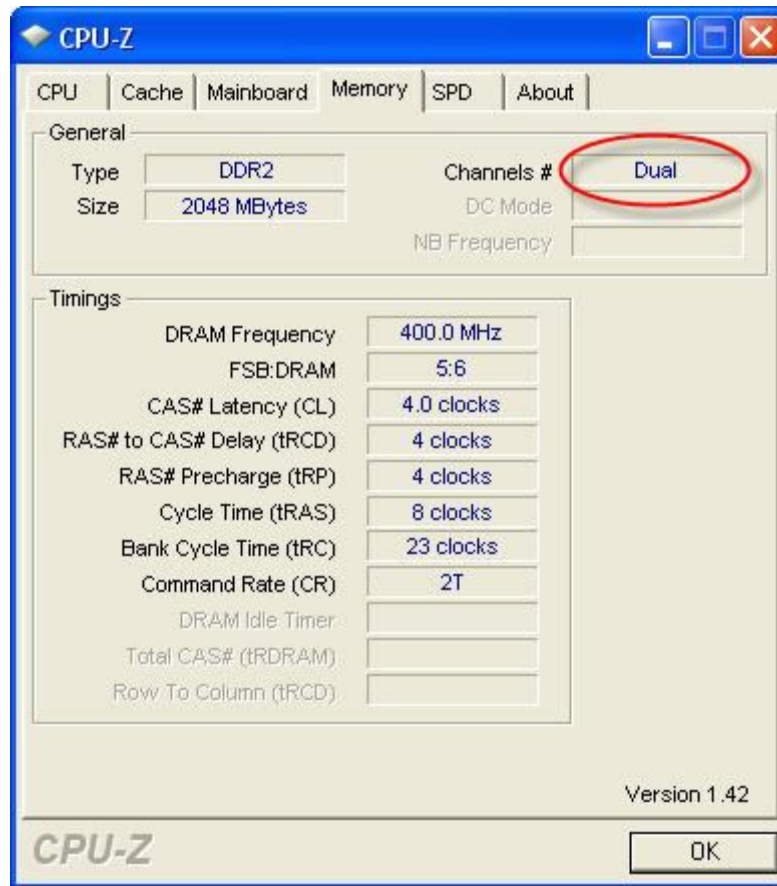 CPU-Z
CPU Cache Mainboard Memory SPD About
General
Type DDR2 Channels # Dual
Size 2048 MBytes DC Mode
NB Frequency
Timings
DRAM Frequency 400.0 MHz
FSB:DRAM 5:6
CAS# Latency (CL) 4.0 clocks
RAS# to CAS# Delay (tRCD) 4 clocks
RAS# Precharge (tRP) 4 clocks
Cycle Time (tRAS) 8 clocks
Bank Cycle Time (tRC) 23 clocks
Command Rate (CR) 2T
DRAM Idle Timer
Total CAS# (tRDRAM)
Row To Column (tRCD)
Version 1.42
CPU-Z OK